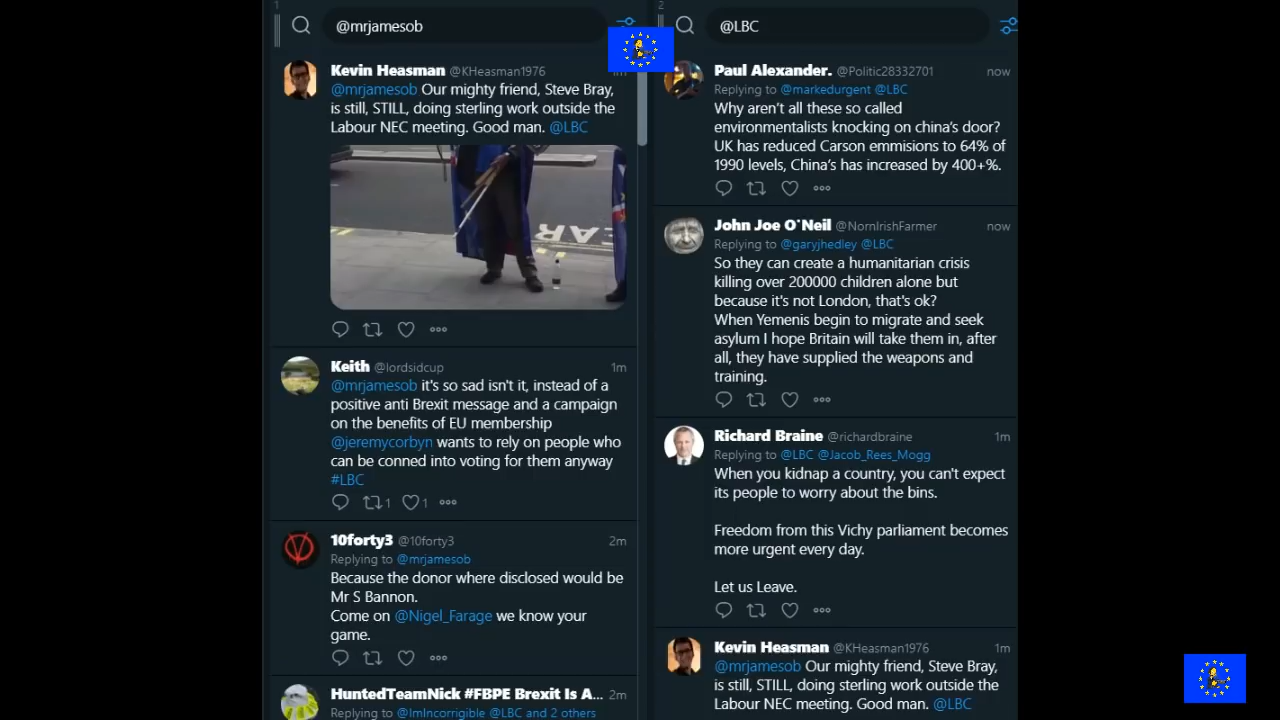 1
@mrjamesob
Kevin Heasman @KHeasman1976
@mrjamesob Our mighty friend, Steve Bray,
is still, STILL, doing sterling work outside the
Labour NEC meeting. Good man. @LBC
Keith @lordsidcup 1m
@mrjamesob it's so sad isn't it, instead of a
positive anti Brexit message and a campaign
on the benefits of EU membership
@jeremycorbyn wants to rely on people who
can be conned into voting for them anyway
#LBC
1 1
10forty3 @10forty3 2m
Replying to @mrjamesob
Because the donor where disclosed would be
Mr S Bannon.
Come on @Nigel_Farage we know your
game.
HuntedTeamNick #FBPE Brexit Is A... 2m
Replying to @ImIncorrigible @LBC and 2 others
2
@LBC
Paul Alexander. @Politic28332701 now
Replying to @markedurgent @LBC
Why aren't all these so called
environmentalists knocking on china's door?
UK has reduced Carson emmisions to 64% of
1990 levels, China's has increased by 400+%.
John Joe O'Neil @NornIrishFarmer now
Replying to @garyjhedley @LBC
So they can create a humanitarian crisis
killing over 200000 children alone but
because it's not London, that's ok?
When Yemenis begin to migrate and seek
asylum I hope Britain will take them in, after
all, they have supplied the weapons and
training.
Richard Braine @richardbraine 1m
Replying to @LBC @Jacob_Rees_Mogg
When you kidnap a country, you can't expect
its people to worry about the bins.
Freedom from this Vichy parliament becomes
more urgent every day.
Let us Leave.
Kevin Heasman @KHeasman1976 1m
@mrjamesob Our mighty friend, Steve Bray,
is still, STILL, doing sterling work outside the
Labour NEC meeting. Good man. @LBC